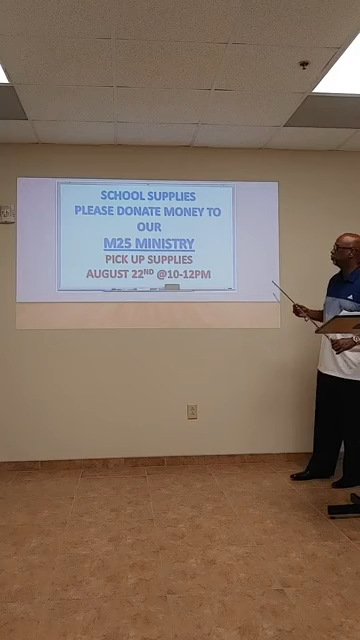 SCHOOL SUPPLIES
PLEASE DONATE MONEY TO
OUR
M25 MINISTRY
PICK UP SUPPLIES
AUGUST 22ND @10-12PM